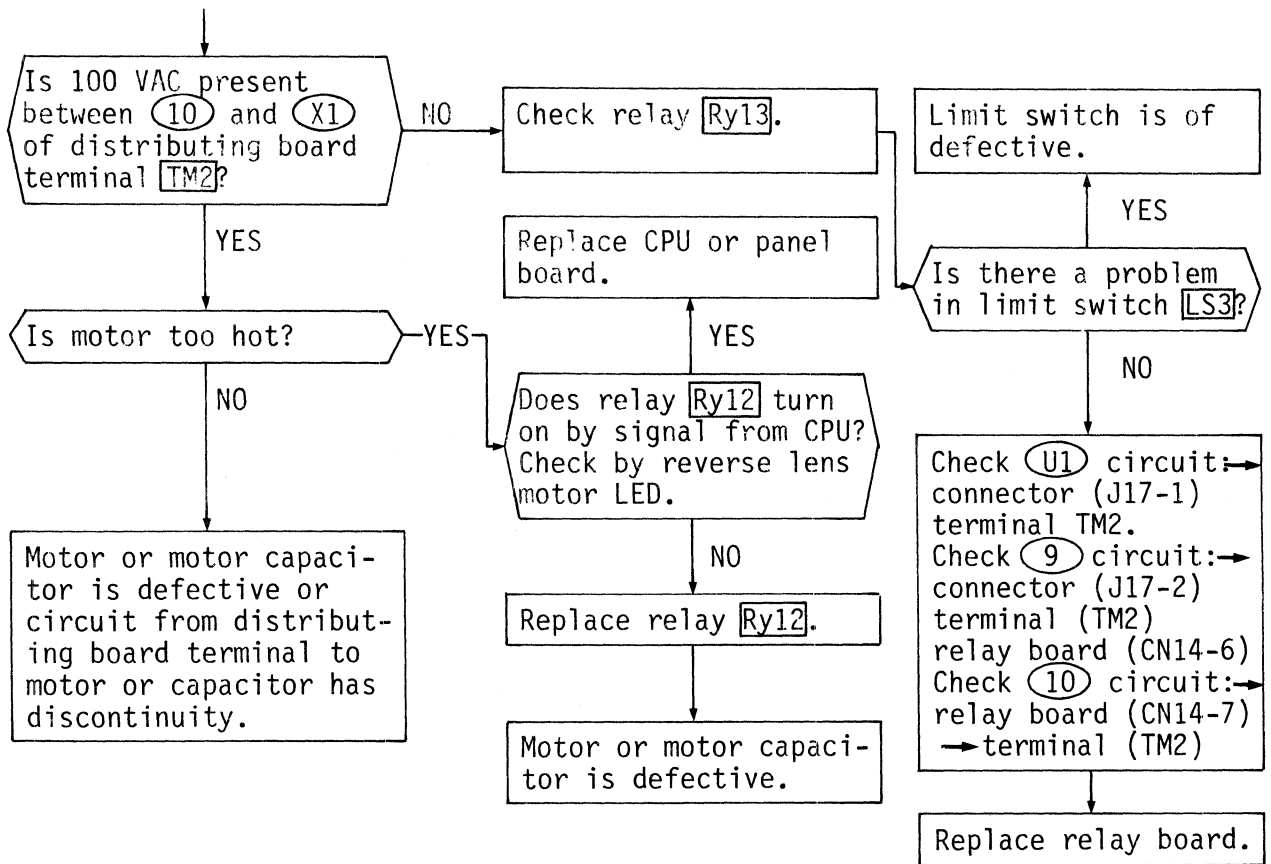 Is 100 VAC present
between 10 and X1
of distributing board
terminal TM2?
NO
YES
Check relay Ry13.
Limit switch is of
defective.
YES
Is there a problem
in limit switch LS3?
NO
Is motor too hot?
YES
NO
Replace CPU or panel
board.
YES
Does relay Ry12 turn
on by signal from CPU?
Check by reverse lens
motor LED.
NO
Replace relay Ry12.
Motor or motor capaci-
tor is defective.
Motor or motor capaci-
tor is defective or
circuit from distribut-
ing board terminal to
motor or capacitor has
discontinuity.
Check U1 circuit:→
connector (J17-1)
terminal TM2.
Check 9 circuit:→
connector (J17-2)
terminal (TM2)
relay board (CN14-6)
Check 10 circuit:→
relay board (CN14-7)
→terminal (TM2)
Replace relay board.